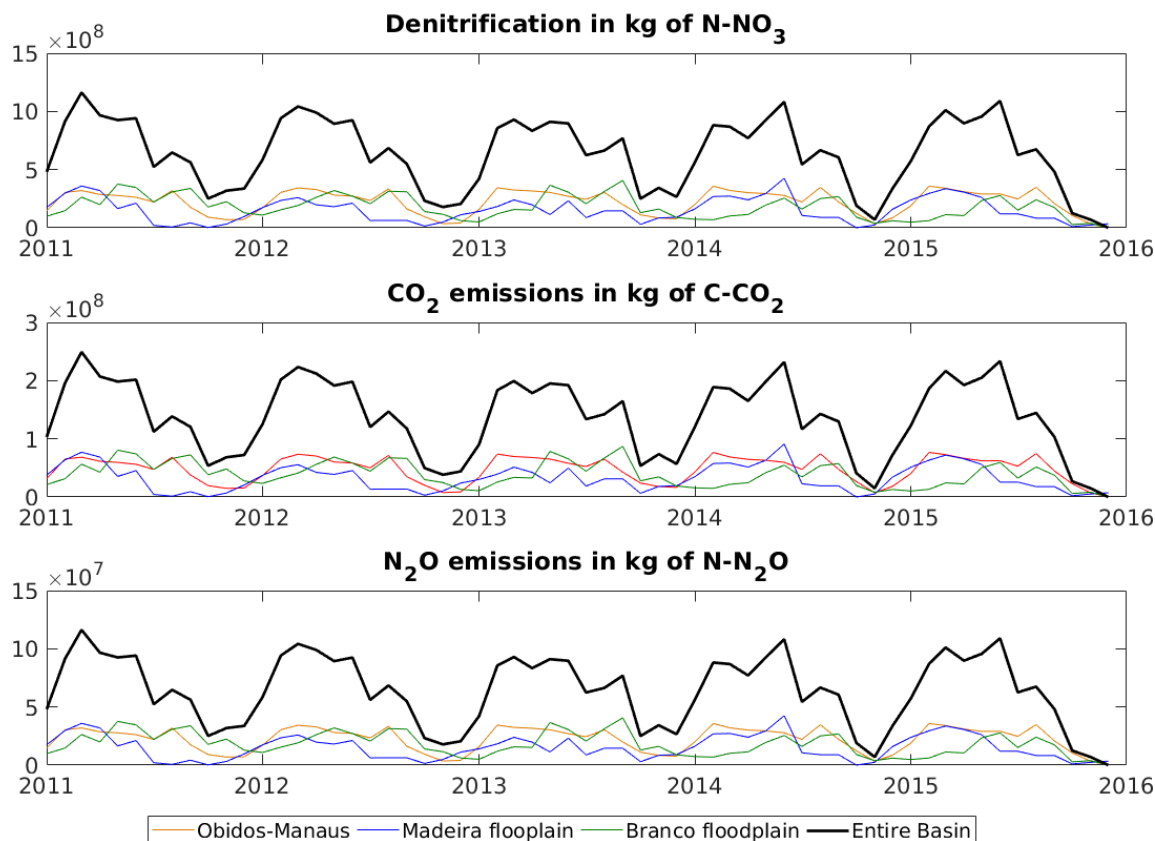 Denitrification in kg of N-NO3
×10^8
15
10
5
0
2011 2012 2013 2014 2015 2016
CO2 emissions in kg of C-CO2
×10^8
3
2
1
0
2011 2012 2013 2014 2015 2016
N2O emissions in kg of N-N2O
×10^7
15
10
5
0
2011 2012 2013 2014 2015 2016
Obidos-Manaus Madeira flooplain Branco floodplain Entire Basin